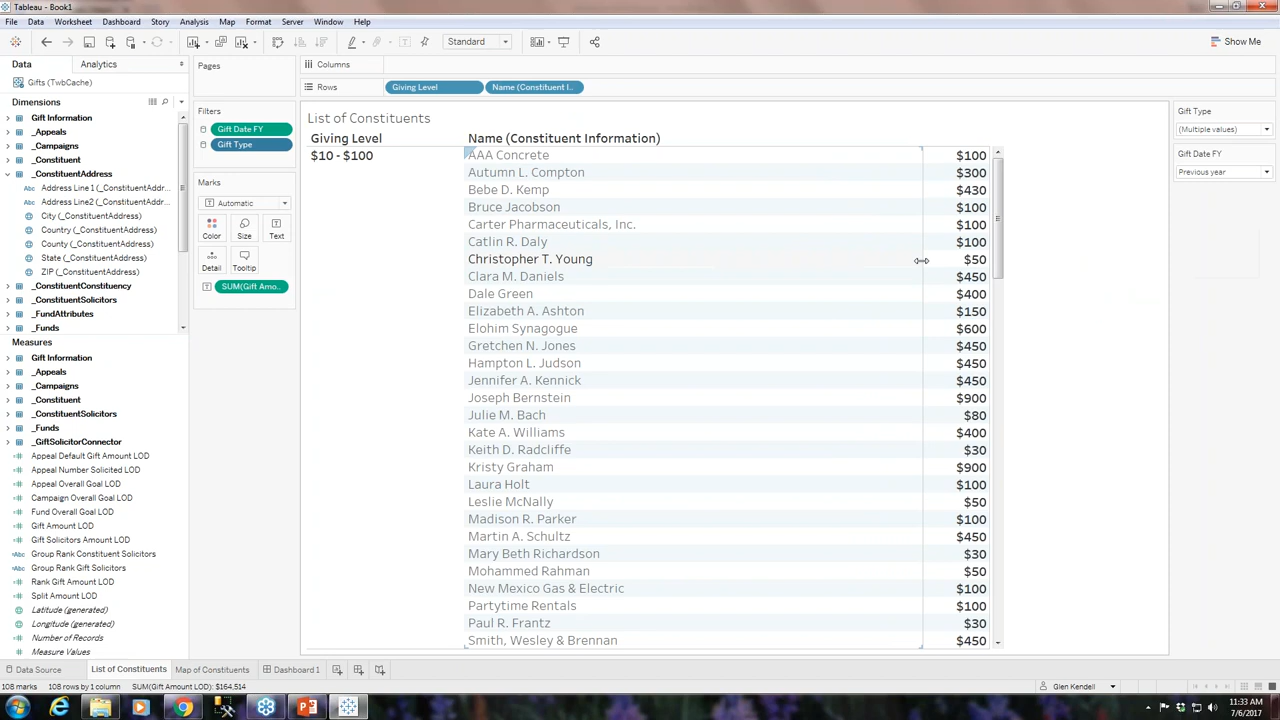 Tableau - Book1
File Data Worksheet Dashboard Story Analysis Map Format Server Window Help
Standard
Show Me
Data Analytics
Gifts (TwbCache)
Dimensions
Gift Information
_Appeals
_Campaigns
_Constituent
_ConstituentAddress
Abc Address Line 1 (_ConstituentAddr...
Abc Address Line2 (_ConstituentAddr...
City (_ConstituentAddress)
Country (_ConstituentAddress)
County (_ConstituentAddress)
State (_ConstituentAddress)
ZIP (_ConstituentAddress)
_ConstituentConstituency
_ConstituentSolicitors
_FundAttributes
_Funds
Measures
Gift Information
_Appeals
_Campaigns
_Constituent
_ConstituentSolicitors
_Funds
_GiftSolicitorConnector
Appeal Default Gift Amount LOD
Appeal Number Solicited LOD
Appeal Overall Goal LOD
Campaign Overall Goal LOD
Fund Overall Goal LOD
Gift Amount LOD
Gift Solicitors Amount LOD
=Abc Group Rank Constituent Solicitors
=Abc Group Rank Gift Solicitors
Rank Gift Amount LOD
Split Amount LOD
Latitude (generated)
Longitude (generated)
Number of Records
Measure Values
Pages
Filters
Gift Date FY
Gift Type
Marks
Automatic
Color Size Text
Detail Tooltip
SUM(Gift Amo...
Columns
Rows Giving Level Name (Constituent I...
List of Constituents
Giving Level Name (Constituent Information)
$10 - $100 AAA Concrete $100
Autumn L. Compton $300
Bebe D. Kemp $430
Bruce Jacobson $100
Carter Pharmaceuticals, Inc. $100
Catlin R. Daly $100
Christopher T. Young $50
Clara M. Daniels $450
Dale Green $400
Elizabeth A. Ashton $150
Elohim Synagogue $600
Gretchen N. Jones $450
Hampton L. Judson $450
Jennifer A. Kennick $450
Joseph Bernstein $900
Julie M. Bach $80
Kate A. Williams $400
Keith D. Radcliffe $30
Kristy Graham $900
Laura Holt $100
Leslie McNally $50
Madison R. Parker $100
Martin A. Schultz $450
Mary Beth Richardson $30
Mohammed Rahman $50
New Mexico Gas & Electric $100
Partytime Rentals $100
Paul R. Frantz $30
Smith, Wesley & Brennan $450
Gift Type
(Multiple values)
Gift Date FY
Previous year
Data Source List of Constituents Map of Constituents Dashboard 1
108 marks 108 rows by 1 column SUM(Gift Amount LOD): $164,514
Glen Kendell
11:33 AM
7/6/2017